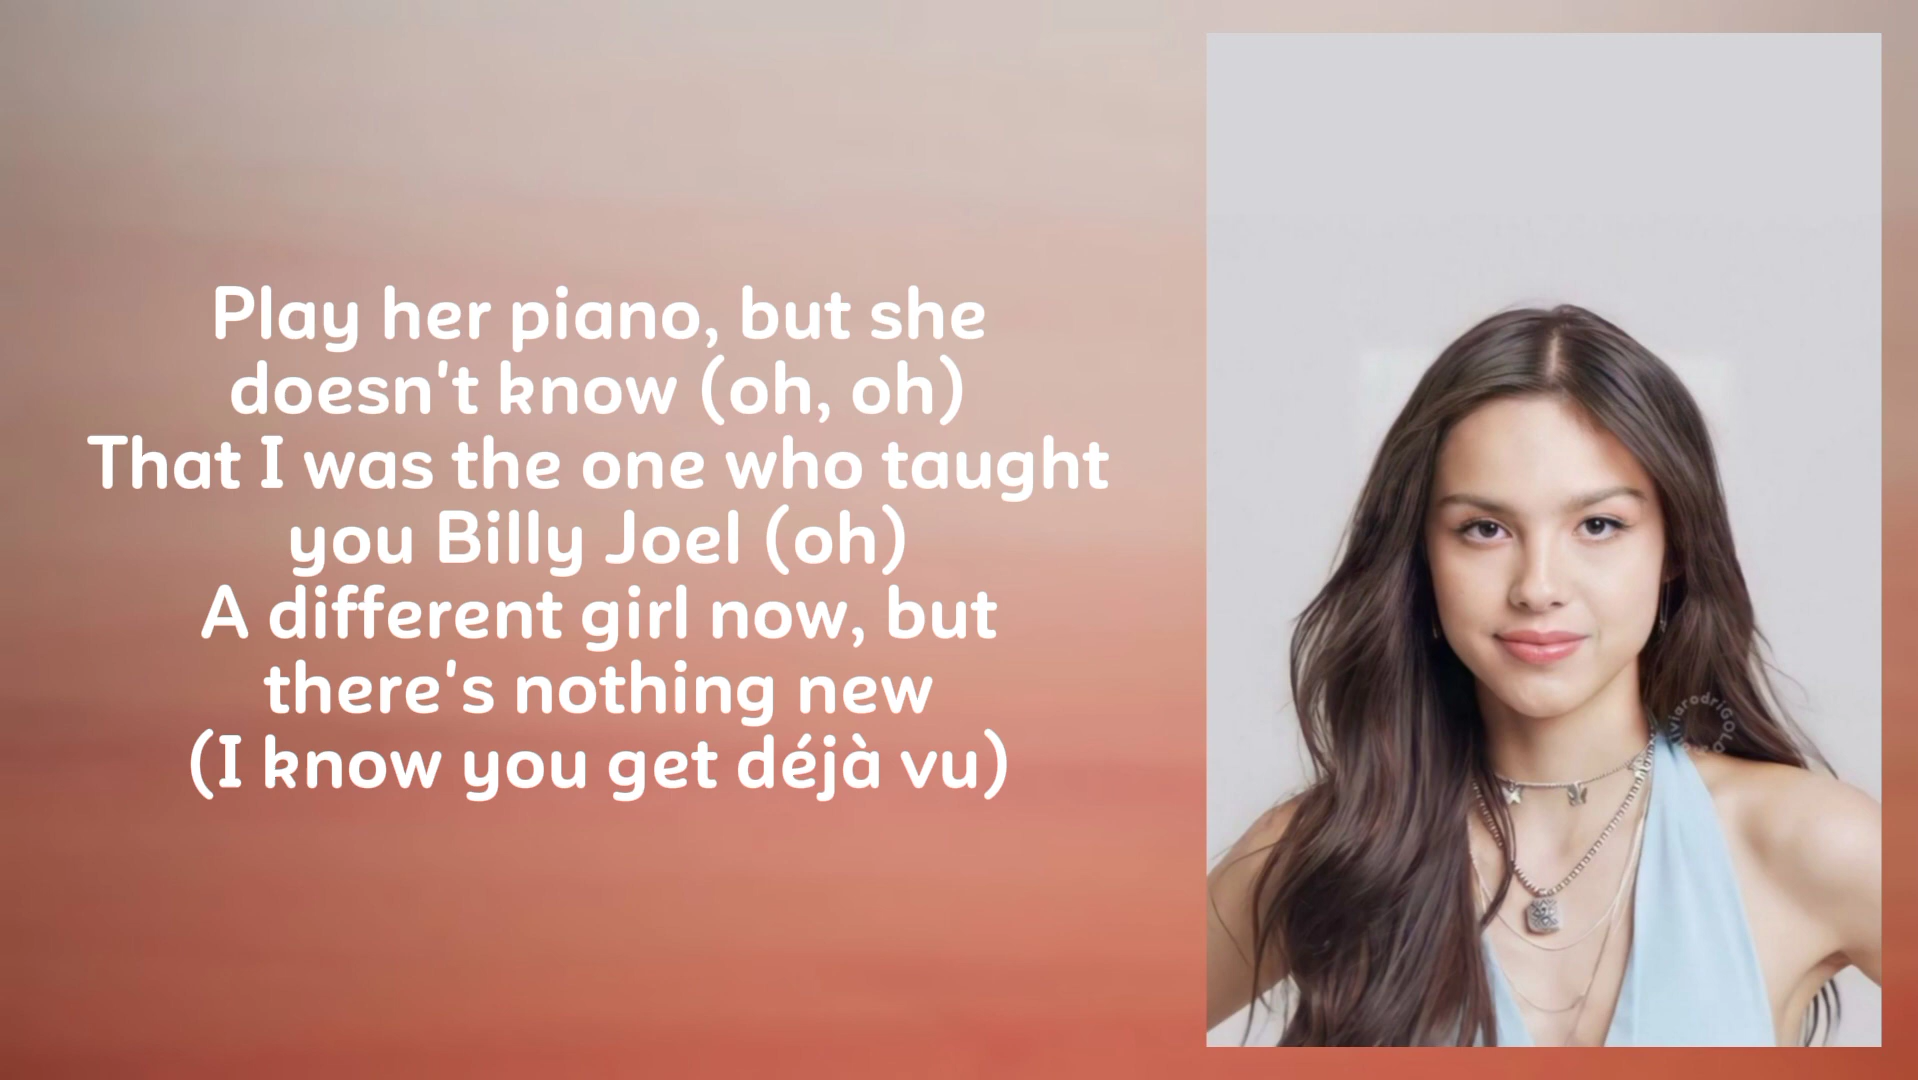 Play her piano, but she
doesn't know (oh, oh)
That I was the one who taught
you Billy Joel (oh)
A different girl now, but
there's nothing new
(I know you get déjà vu)